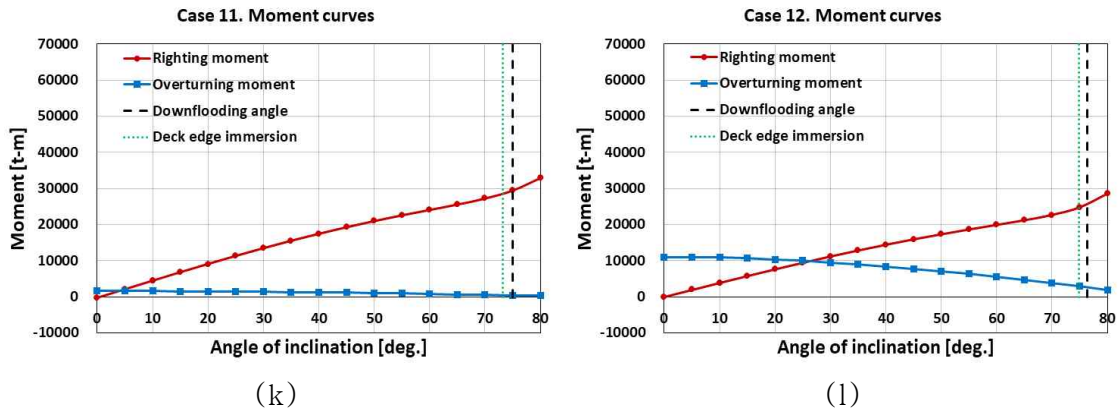 Case 11. Moment curves
70000
60000
50000
40000
30000
20000
10000
0
-10000
Moment [t-m]
Righting moment
Overturning moment
Downflooding angle
Deck edge immersion
0 10 20 30 40 50 60 70 80
Angle of inclination [deg.]
(k)
Case 12. Moment curves
70000
60000
50000
40000
30000
20000
10000
0
-10000
Moment [t-m]
Righting moment
Overturning moment
Downflooding angle
Deck edge immersion
0 10 20 30 40 50 60 70 80
Angle of inclination [deg.]
(l)